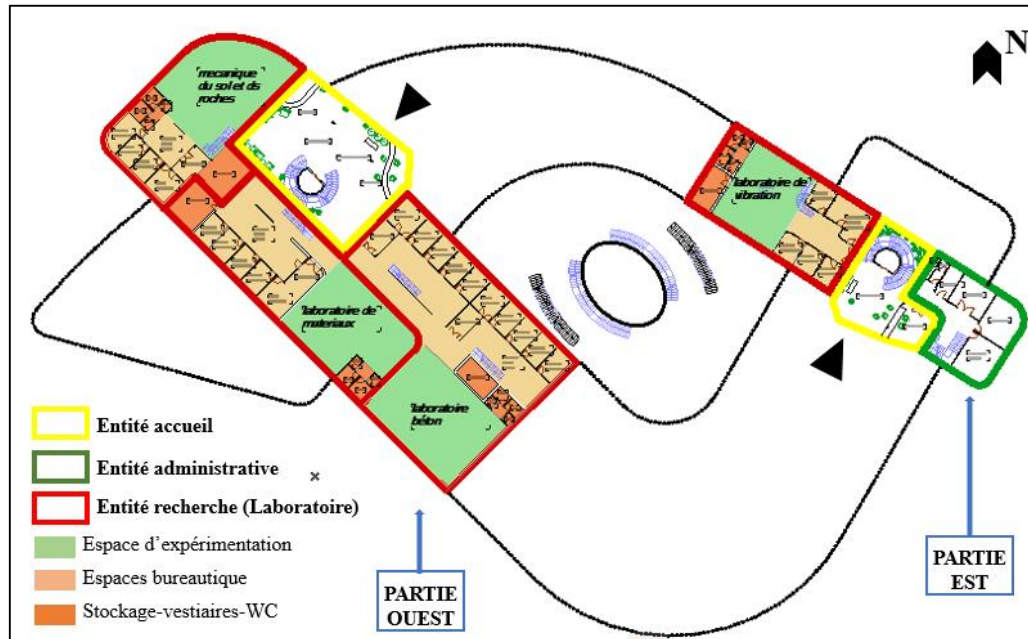 N
mecanique
du sol et ds
roches
laboratoire de
vibration
laboratoire de
materiaux
laboratoire
béton
Entité accueil
Entité administrative
Entité recherche (Laboratoire)
Espace d'expérimentation
Espaces bureautique
Stockage-vestiaires-WC
PARTIE
OUEST
PARTIE
EST